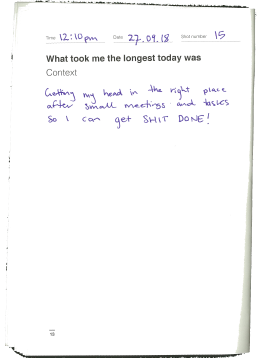 Time 12:10pm Date 27.09.18 Shot number 15
What took me the longest today was
Context
Getting my head in the right place
after small meetings and tasks
so I can get SHIT DONE!